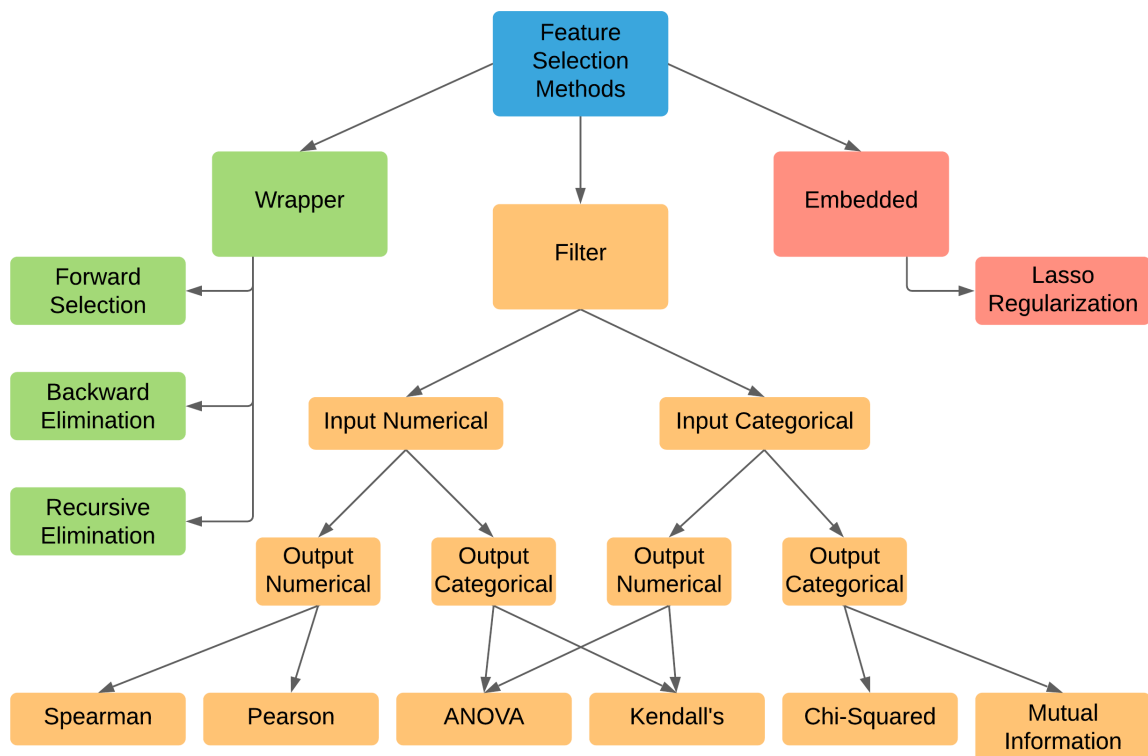 Feature
Selection
Methods
Wrapper
Filter
Embedded
Forward
Selection
Lasso
Regularization
Backward
Elimination
Input Numerical
Input Categorical
Recursive
Elimination
Output
Numerical
Output
Categorical
Output
Numerical
Output
Categorical
Spearman
Pearson
ANOVA
Kendall's
Chi-Squared
Mutual
Information